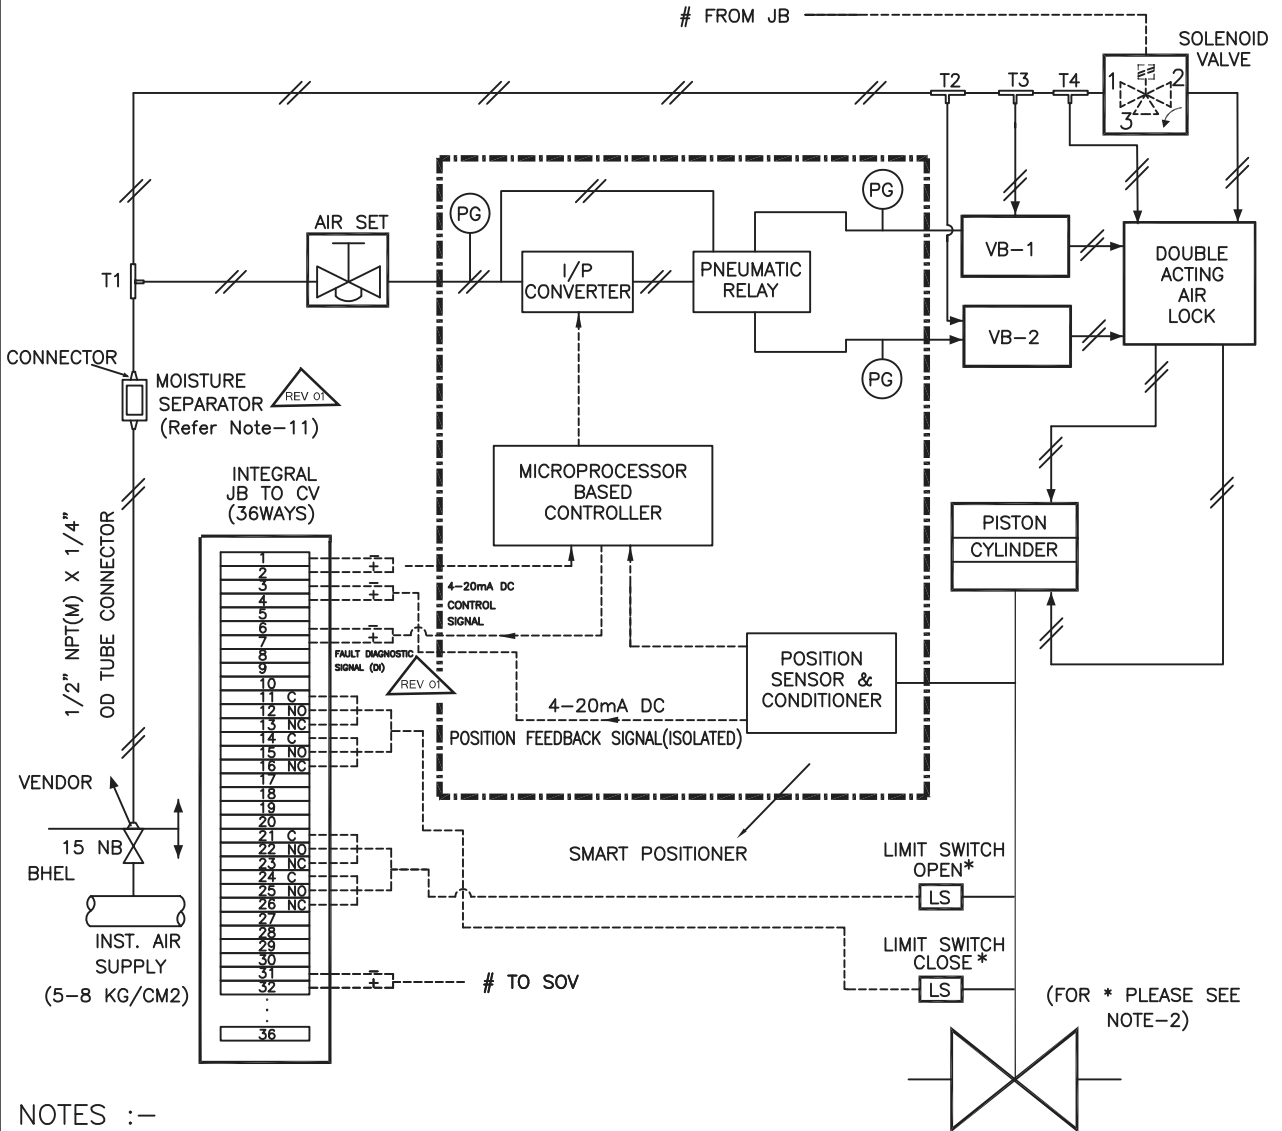 # FROM JB
SOLENOID
VALVE
T2
T3
T4
1
2
3
PG
PG
AIR SET
T1
I/P
CONVERTER
PNEUMATIC
RELAY
VB-1
DOUBLE
ACTING
AIR
LOCK
VB-2
PG
CONNECTOR
MOISTURE
SEPARATOR
(Refer Note-11)
REV 01
INTEGRAL
JB TO CV
(36WAYS)
MICROPROCESSOR
BASED
CONTROLLER
PISTON
CYLINDER
1/2" NPT(M) X 1/4"
OD TUBE CONNECTOR
1
2
3
4
5
6
7
8
9
10
11 C
12 NO
13 NC
14 C
15 NO
16 NC
17
18
19
20
21 C
22 NO
23 NC
24 C
25 NO
26 NC
27
28
29
30
31
32
36
-
+
-
+
-
+
-
+
4-20mA DC
CONTROL
SIGNAL
FAULT DIAGNOSTIC
SIGNAL (DI)
REV 01
POSITION
SENSOR &
CONDITIONER
4-20mA DC
POSITION FEEDBACK SIGNAL(ISOLATED)
VENDOR
15 NB
BHEL
SMART POSITIONER
LIMIT SWITCH
OPEN*
LS
INST. AIR
SUPPLY
(5-8 KG/CM2)
LIMIT SWITCH
CLOSE*
LS
# TO SOV
(FOR * PLEASE SEE
NOTE-2)
NOTES :-